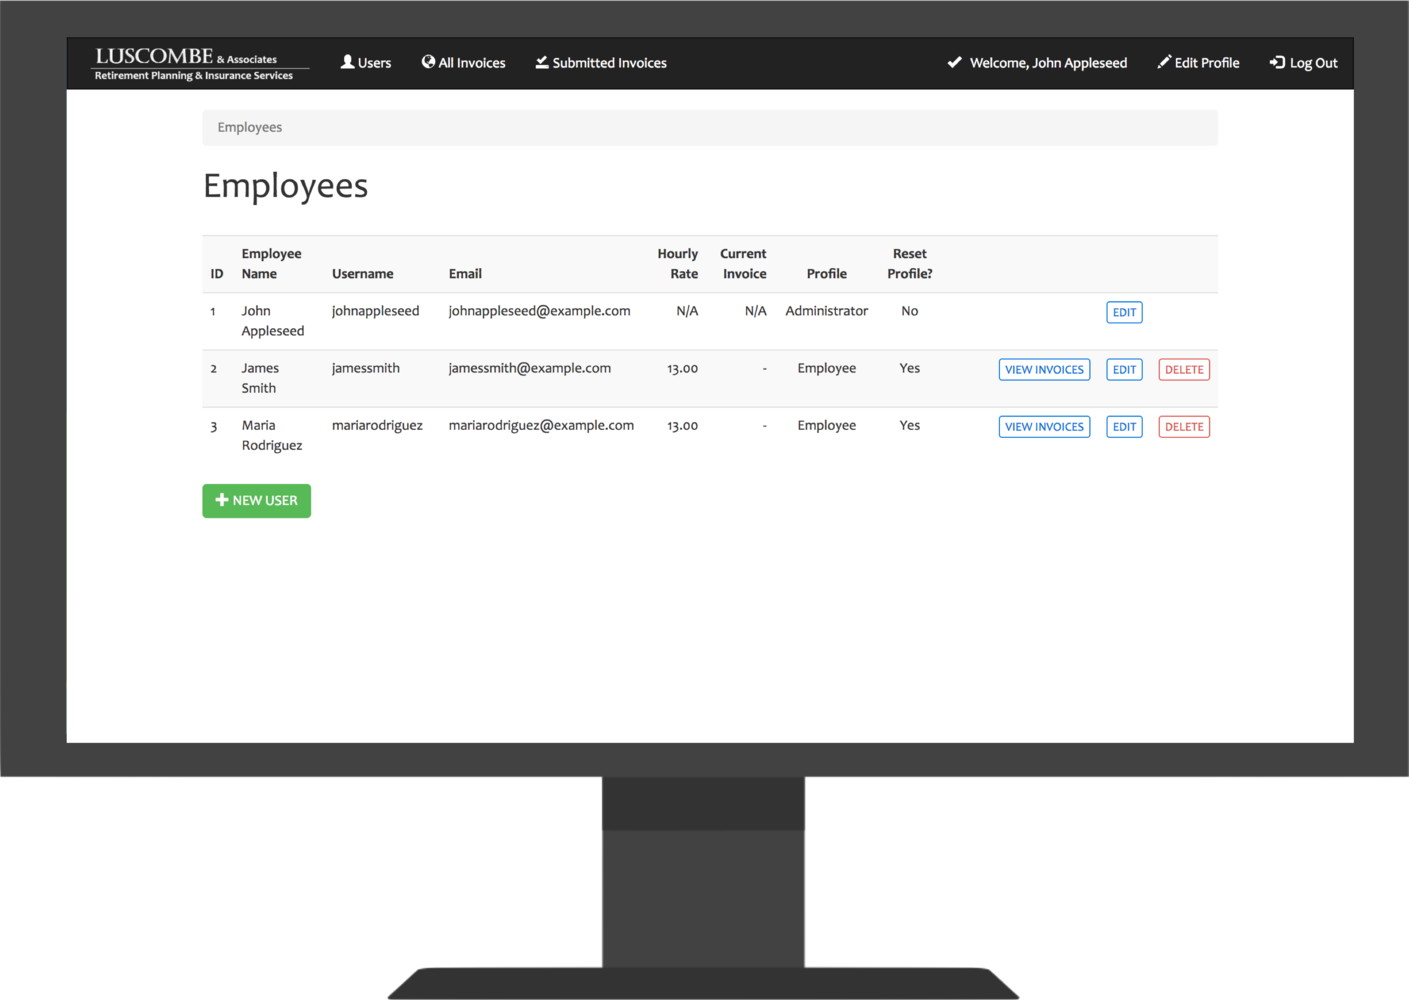 LUSCOMBE & Associates
Retirement Planning & Insurance Services
Users
All Invoices
Submitted Invoices
Welcome, John Appleseed
Edit Profile
Log Out
Employees
Employees
ID Employee Name Username Email Hourly Rate Current Invoice Profile Reset Profile?
1 John Appleseed johnappleseed johnappleseed@example.com N/A N/A Administrator No EDIT
2 James Smith jamessmith jamessmith@example.com 13.00 - Employee Yes VIEW INVOICES EDIT DELETE
3 Maria Rodriguez mariarodriguez mariarodriguez@example.com 13.00 - Employee Yes VIEW INVOICES EDIT DELETE
NEW USER